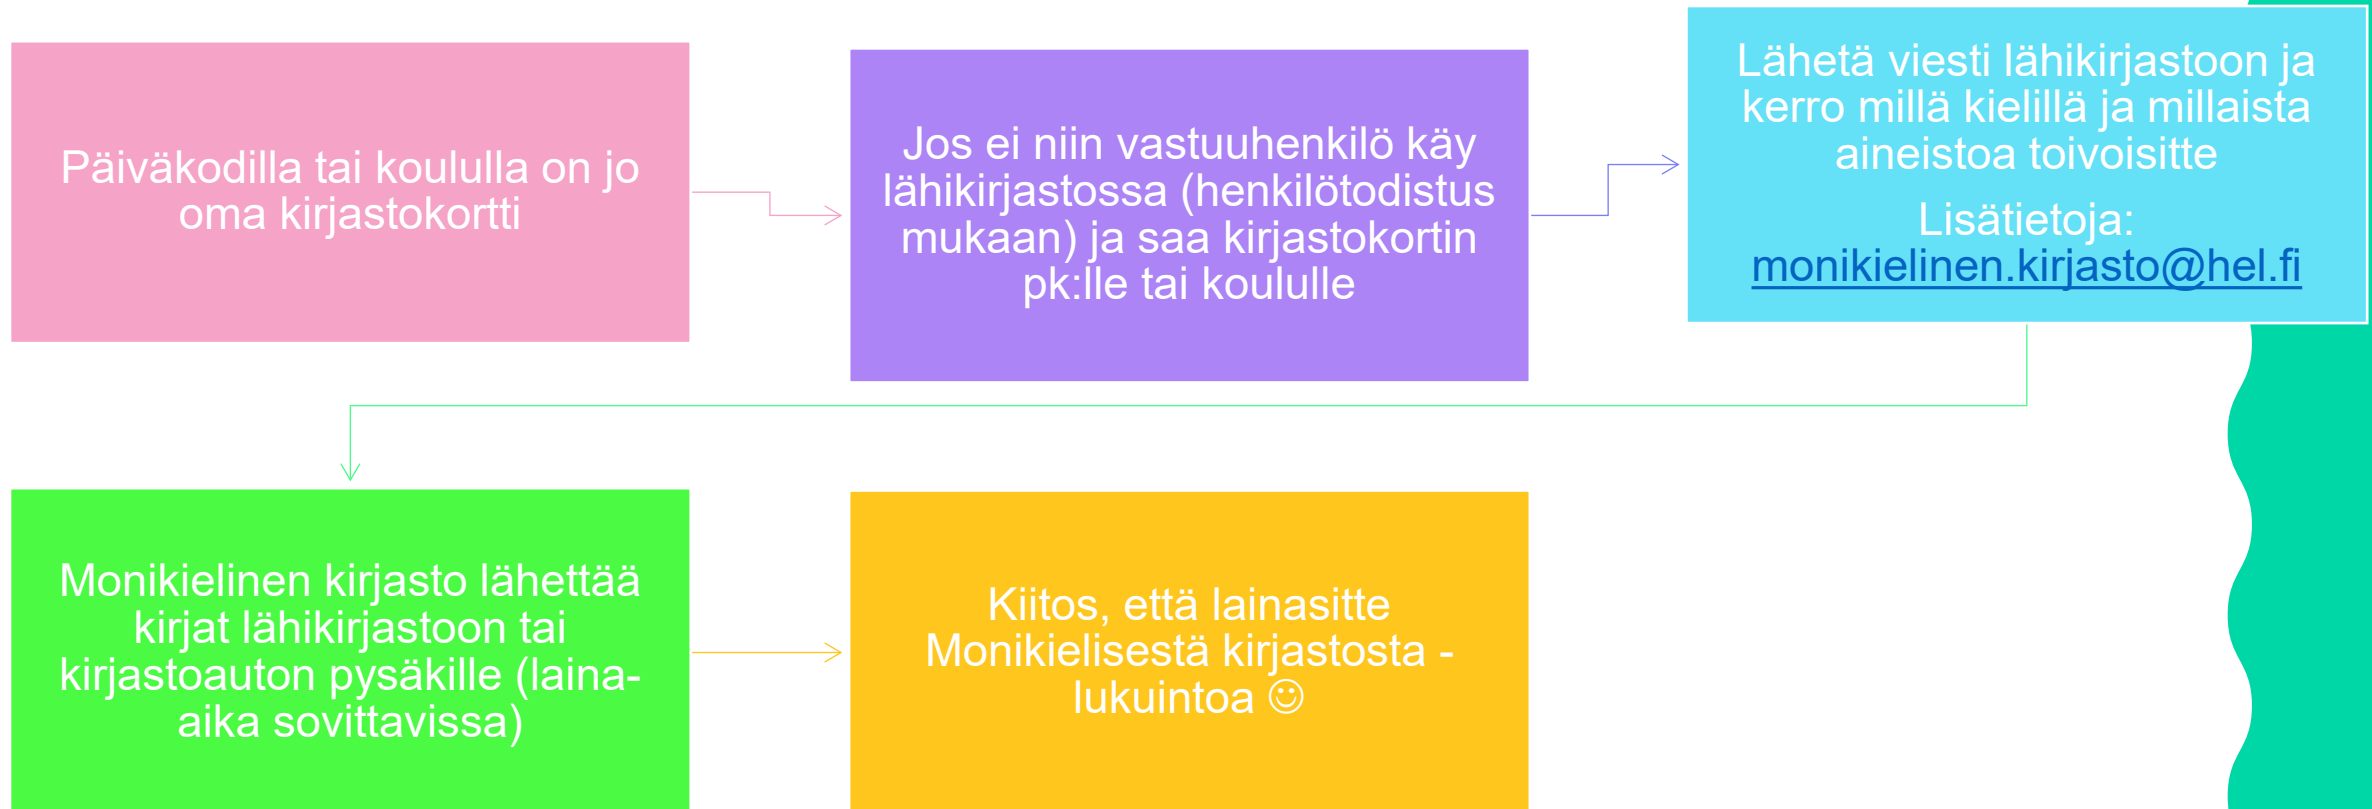 Päiväkodilla tai koululla on jo
oma kirjastokortti
Jos ei niin vastuuhenkilö käy
lähikirjastossa (henkilötodistus
mukaan) ja saa kirjastokortin
pk:lle tai koululle
Lähetä viesti lähikirjastoon ja
kerro millä kielillä ja millaista
aineistoa toivoisitte
Lisätietoja:
monikielinen.kirjasto@hel.fi
Monikielinen kirjasto lähettää
kirjat lähikirjastoon tai
kirjastoauton pysäkille (laina-
aika sovittavissa)
Kiitos, että lainasitte
Monikielisestä kirjastosta -
lukuintoa ☺